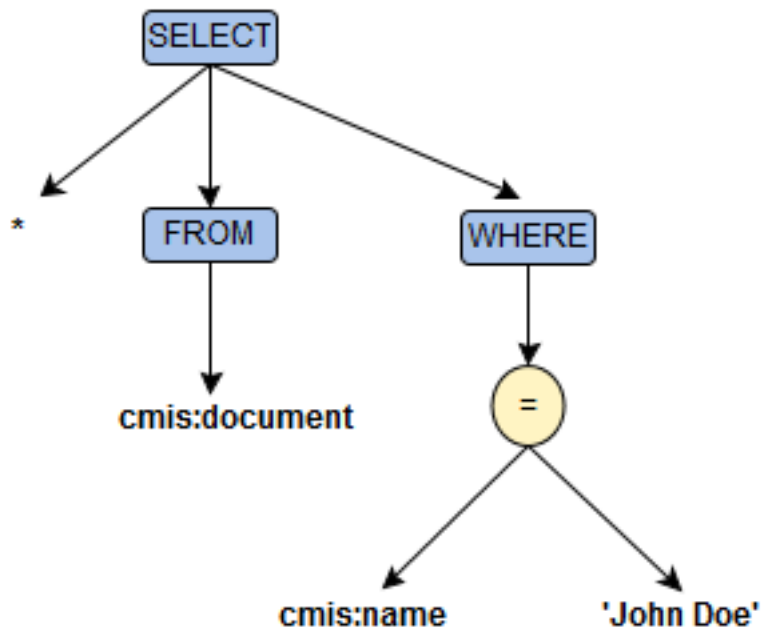 SELECT
*
FROM
WHERE
cmis:document
=
cmis:name
'John Doe'